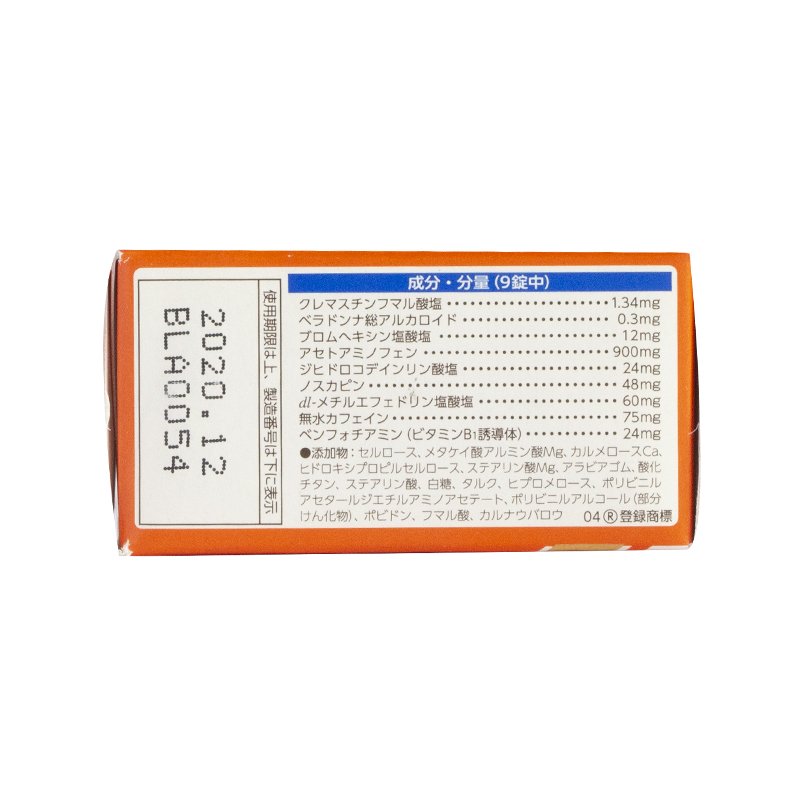 成分・分量(9錠中)
クレマスチンフマル酸塩・・・・・・・・・・・・・・・・・・・・1.34mg
ベラドンナ総アルカロイド・・・・・・・・・・・・・・・・・・0.3mg
ブロムヘキシン塩酸塩・・・・・・・・・・・・・・・・・・・・・12mg
アセトアミノフェン・・・・・・・・・・・・・・・・・・・・・・900mg
ジヒドロコデインリン酸塩・・・・・・・・・・・・・・・・・・24mg
ノスカピン・・・・・・・・・・・・・・・・・・・・・・・・・・・・48mg
dl-メチルエフェドリン塩酸塩・・・・・・・・・・・・・・・・60mg
無水カフェイン・・・・・・・・・・・・・・・・・・・・・・・・・75mg
ベンフォチアミン(ビタミンB₁誘導体)・・・・・・・・・・24mg
●添加物:セルロース、メタケイ酸アルミン酸Mg、カルメロースCa、
ヒドロキシプロピルセルロース、ステアリン酸Mg、アラビアゴム、酸化
チタン、ステアリン酸、白糖、タルク、ヒプロメロース、ポリビニル
アセタールジエチルアミノアセテート、ポリビニルアルコール(部分
けん化物)、ポビドン、フマル酸、カルナウバロウ 04Ⓡ登録商標
使用期限は上、製造番号は下に表示
2020.12
BLA0054